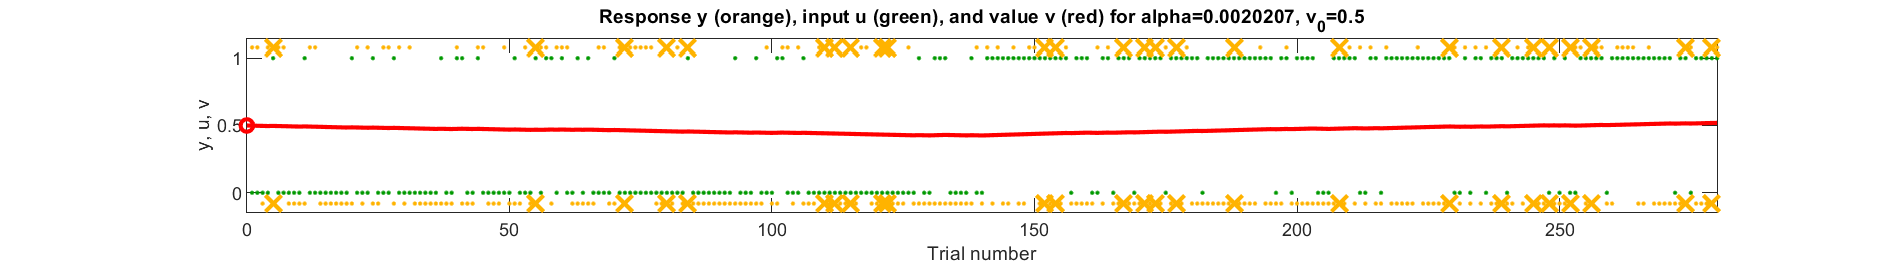 Response y (orange), input u (green), and value v (red) for alpha=0.0020207, v0=0.5
y, u, v
1
0.5
0
0 50 100 150 200 250
Trial number